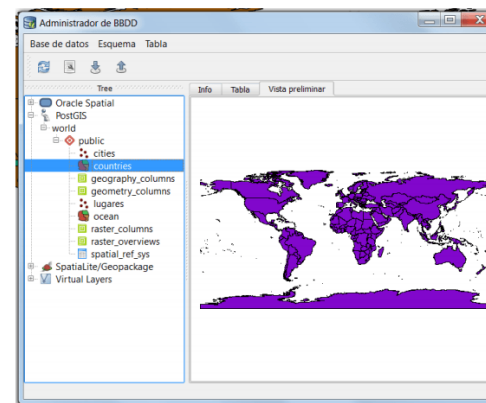 Administrador de BBDD
Base de datos Esquema Tabla
Tree
Info Tabla Vista preliminar
Oracle Spatial
PostGIS
world
public
cities
countries
geography_columns
geometry_columns
lugares
ocean
raster_columns
raster_overviews
spatial_ref_sys
SpatiaLite/Geopackage
Virtual Layers